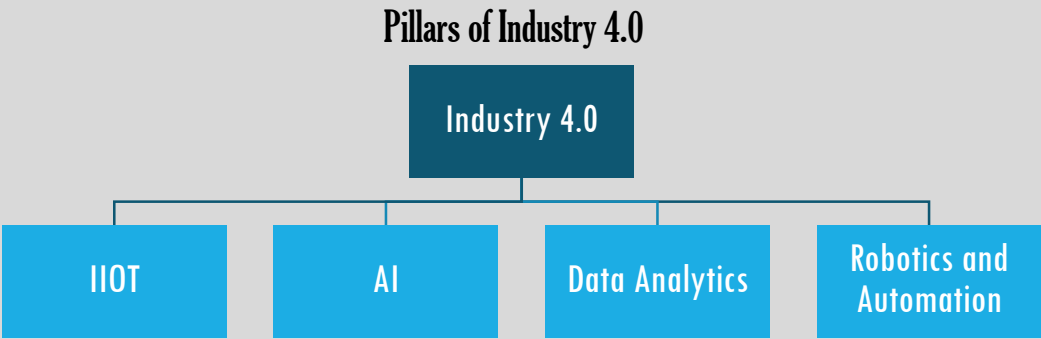 Pillars of Industry 4.0
Industry 4.0
IIOT
AI
Data Analytics
Robotics and
Automation